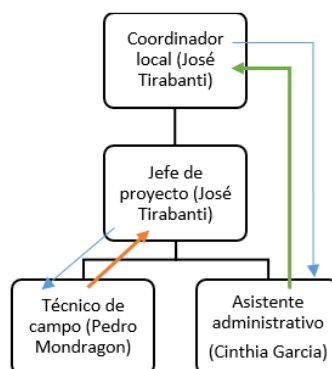 Coordinador
local (José
Tirabanti)
Jefe de
proyecto (José
Tirabanti)
Técnico de
campo (Pedro
Mondragon)
Asistente
administrativo
(Cinthia Garcia)